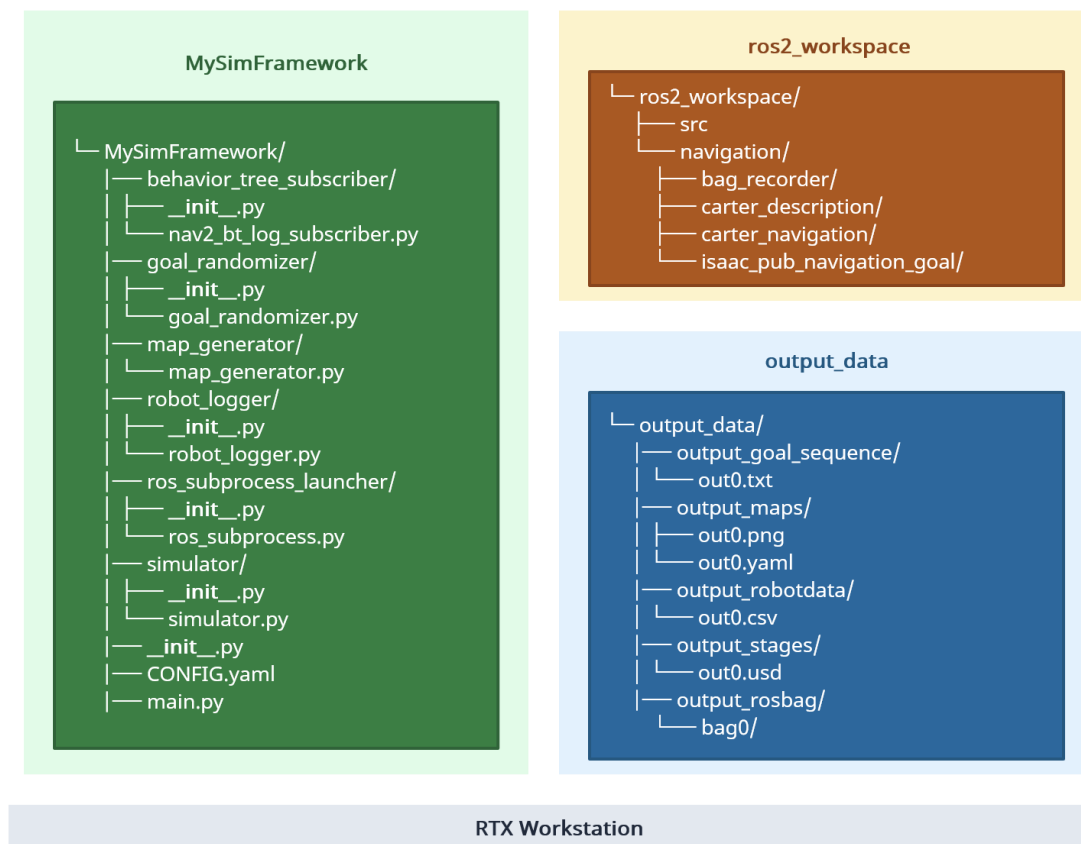 MySimFramework
└─ MySimFramework/
├── behavior_tree_subscriber/
│ ├── __init__.py
│ └── nav2_bt_log_subscriber.py
├── goal_randomizer/
│ ├── __init__.py
│ └── goal_randomizer.py
├── map_generator/
│ └── map_generator.py
├── robot_logger/
│ ├── __init__.py
│ └── robot_logger.py
├── ros_subprocess_launcher/
│ ├── __init__.py
│ └── ros_subprocess.py
├── simulator/
│ ├── __init__.py
│ └── simulator.py
├── __init__.py
├── CONFIG.yaml
├── main.py
ros2_workspace
└─ ros2_workspace/
├── src
└── navigation/
├── bag_recorder/
├── carter_description/
├── carter_navigation/
└── isaac_pub_navigation_goal/
output_data
└─ output_data/
├── output_goal_sequence/
│ └── out0.txt
├── output_maps/
│ ├── out0.png
│ └── out0.yaml
├── output_robotdata/
│ └── out0.csv
├── output_stages/
│ └── out0.usd
├── output_rosbag/
└── bag0/
RTX Workstation